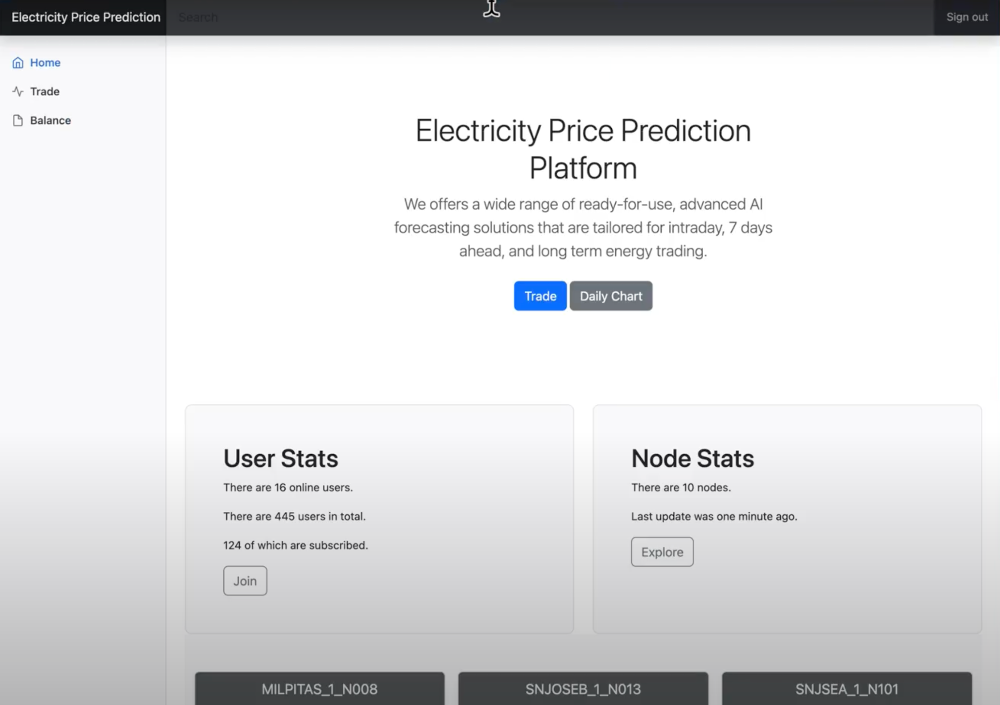 Electricity Price Prediction
Search
Sign out
Home
Trade
Balance
Electricity Price Prediction
Platform
We offers a wide range of ready-for-use, advanced AI
forecasting solutions that are tailored for intraday, 7 days
ahead, and long term energy trading.
Trade
Daily Chart
User Stats
There are 16 online users.
There are 445 users in total.
124 of which are subscribed.
Join
Node Stats
There are 10 nodes.
Last update was one minute ago.
Explore
MILPITAS_1_N008
SNJOSEB_1_N013
SNJSEA_1_N101